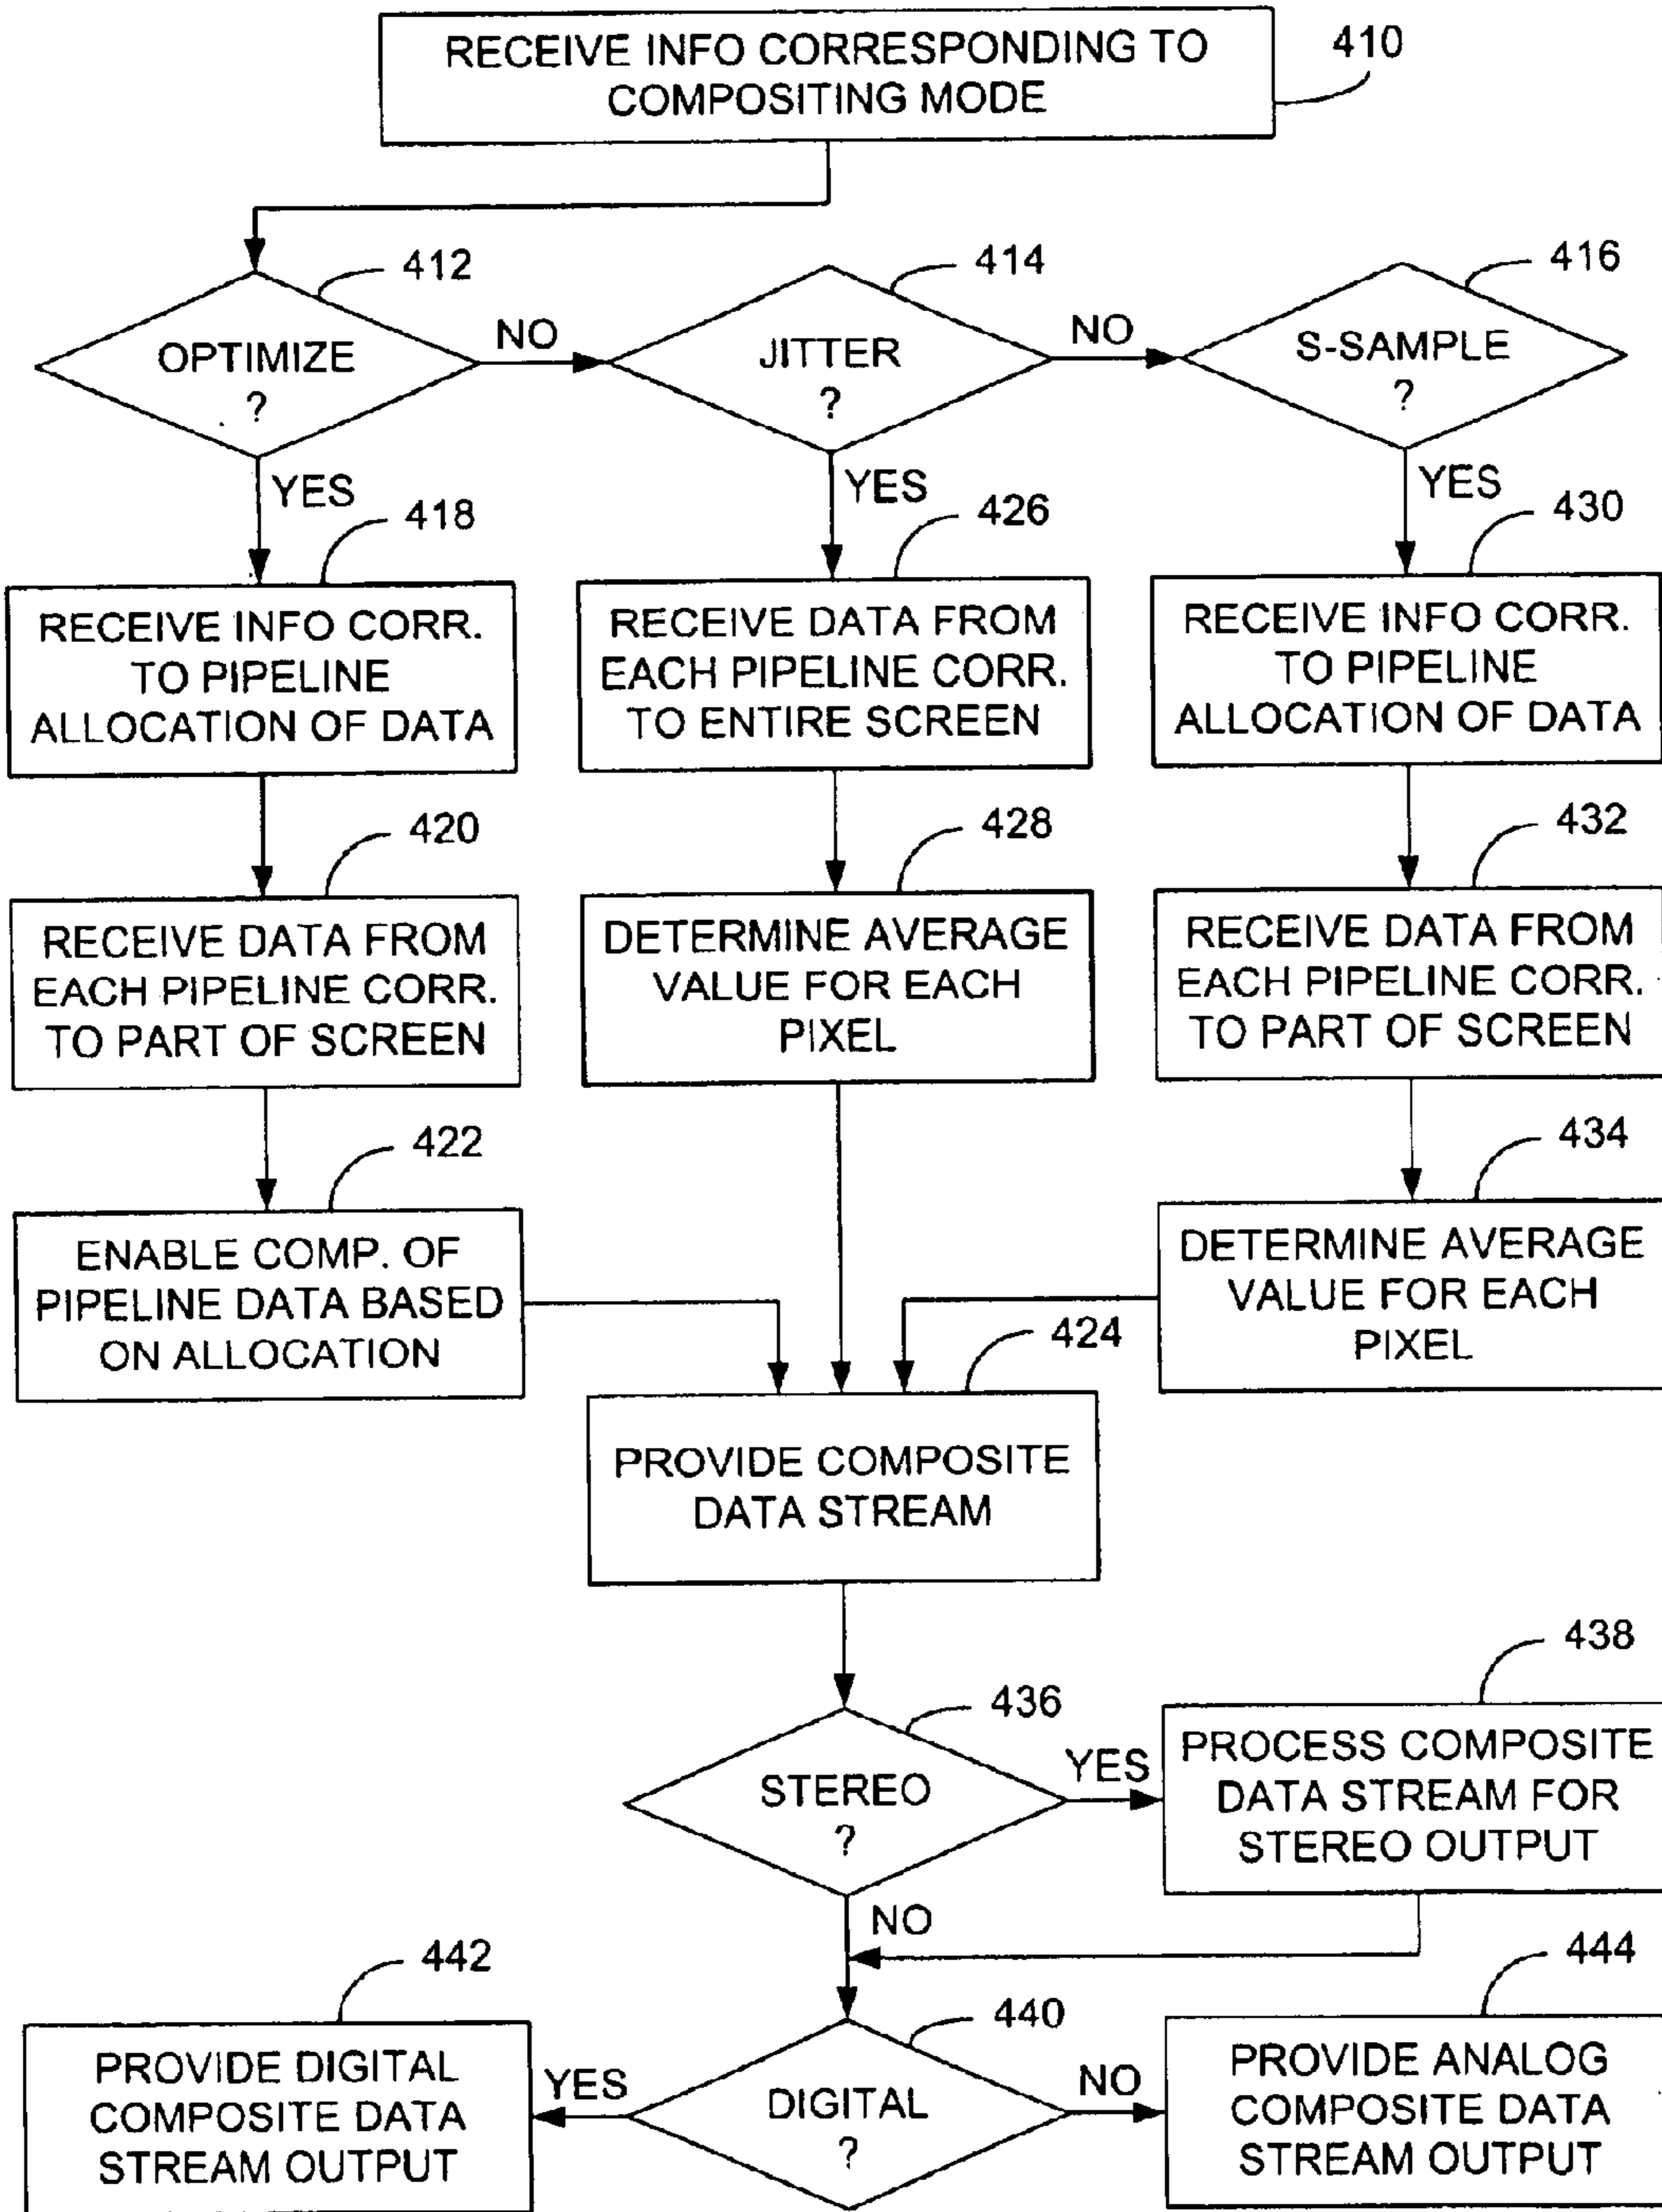 RECEIVE INFO CORRESPONDING TO
COMPOSITING MODE
410
412
414
416
OPTIMIZE
?
NO
JITTER
?
NO
S-SAMPLE
?
YES
YES
YES
418
426
430
RECEIVE INFO CORR.
TO PIPELINE
ALLOCATION OF DATA
RECEIVE DATA FROM
EACH PIPELINE CORR.
TO ENTIRE SCREEN
RECEIVE INFO CORR.
TO PIPELINE
ALLOCATION OF DATA
420
428
432
RECEIVE DATA FROM
EACH PIPELINE CORR.
TO PART OF SCREEN
DETERMINE AVERAGE
VALUE FOR EACH
PIXEL
RECEIVE DATA FROM
EACH PIPELINE CORR.
TO PART OF SCREEN
422
434
ENABLE COMP. OF
PIPELINE DATA BASED
ON ALLOCATION
DETERMINE AVERAGE
VALUE FOR EACH
PIXEL
424
PROVIDE COMPOSITE
DATA STREAM
436
438
STEREO
?
YES
PROCESS COMPOSITE
DATA STREAM FOR
STEREO OUTPUT
NO
442
440
444
PROVIDE DIGITAL
COMPOSITE DATA
STREAM OUTPUT
YES
DIGITAL
?
NO
PROVIDE ANALOG
COMPOSITE DATA
STREAM OUTPUT